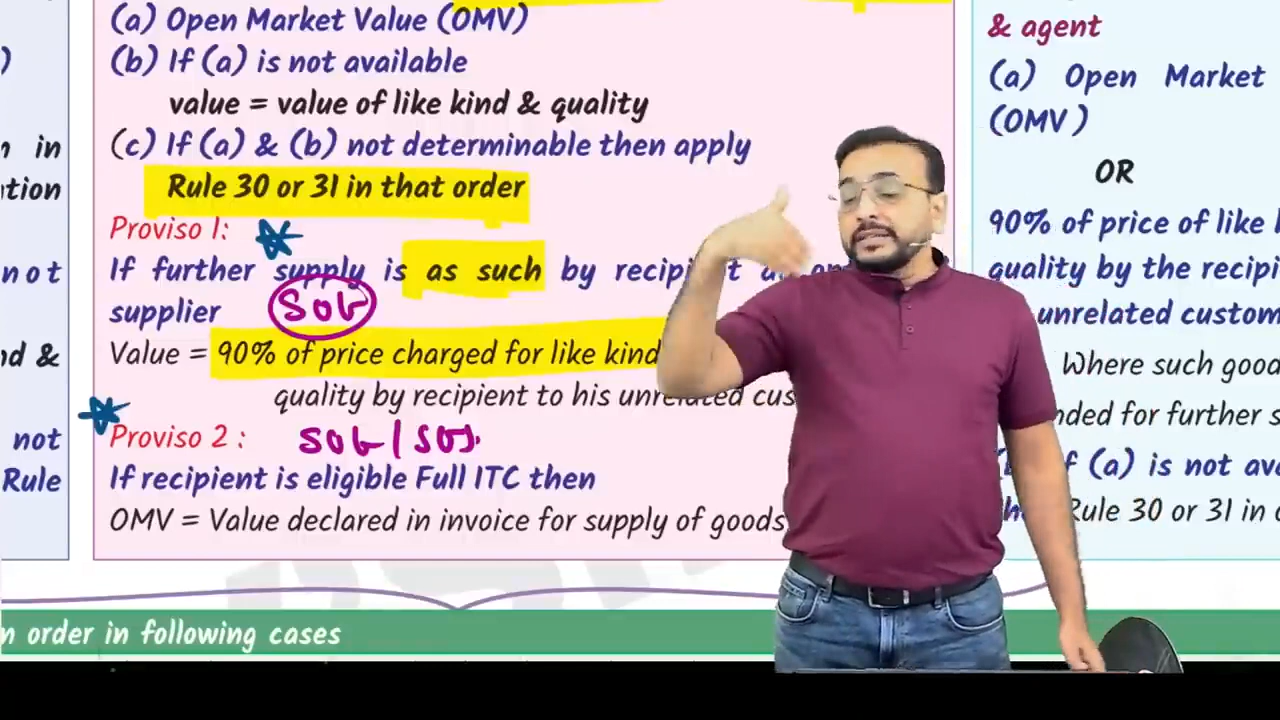 )
n in
ntion
not
nd &
not
Rule
(a) Open Market Value (OMV)
(b) If (a) is not available
value = value of like kind & quality
(c) If (a) & (b) not determinable then apply
Rule 30 or 31 in that order
Proviso 1:
If further supply is as such by recipient
supplier SOG
Value = 90% of price charged for like kind
quality by recipient to his unrelated cus
Proviso 2 : SOG / SOS
If recipient is eligible Full ITC then
OMV = Value declared in invoice for supply of goods
& agent
(a) Open Market
(OMV )
OR
90% of price of like
quality by the recipi
unrelated custom
Where such good
nded for further s
f (a) is not ava
Rule 30 or 31 in
n order in following cases